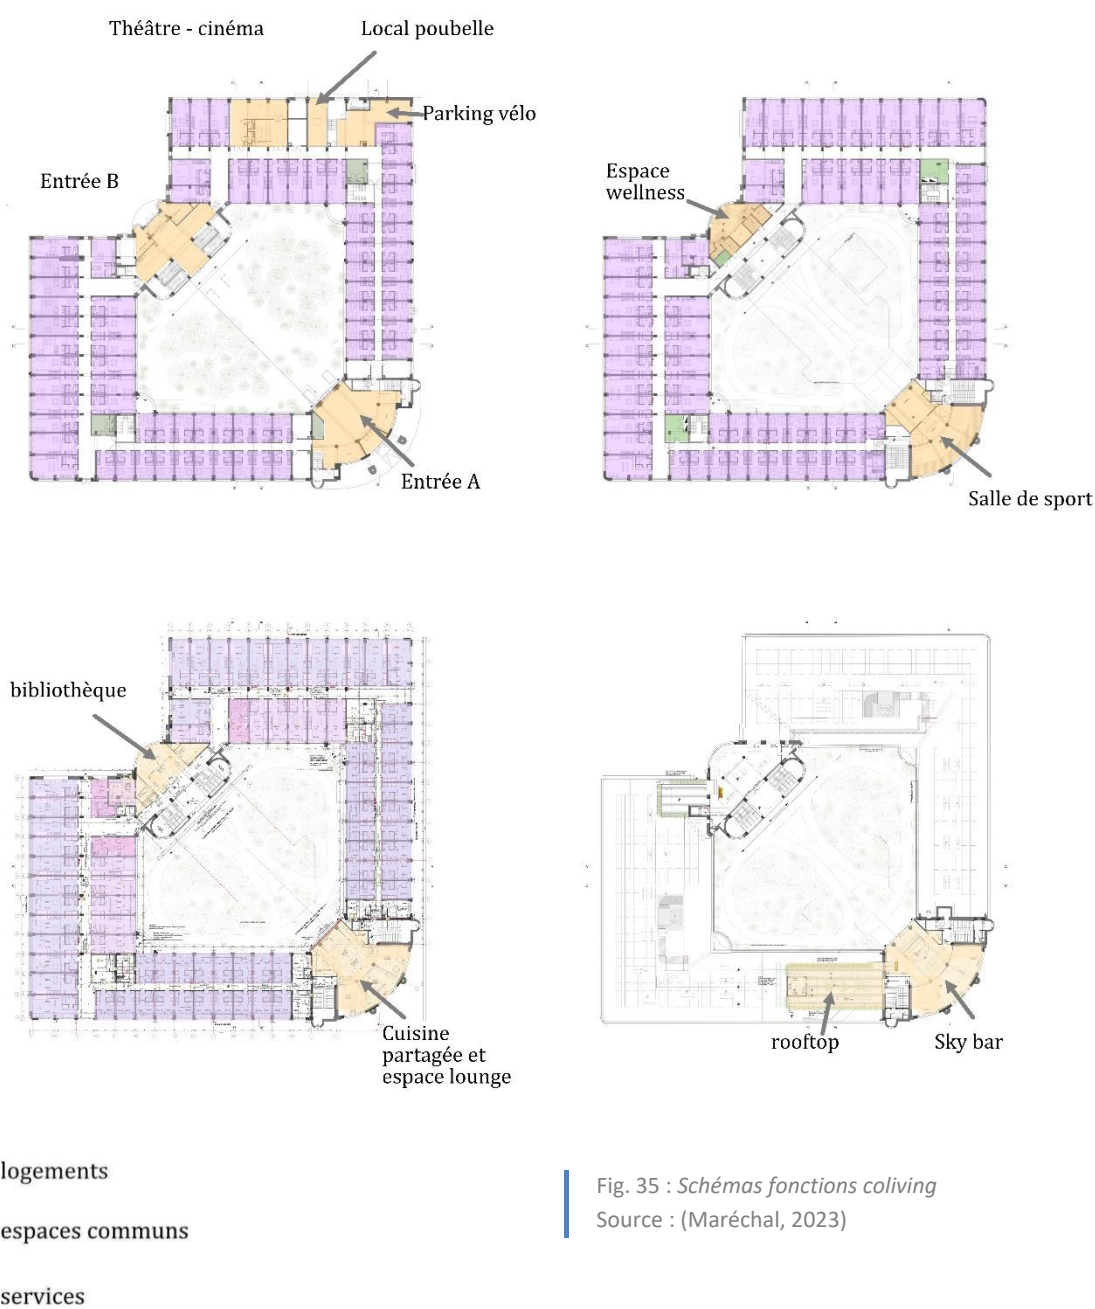 Théâtre - cinéma
Local poubelle
Parking vélo
Entrée B
Entrée A
Espace
wellness
Salle de sport
bibliothèque
Cuisine
partagée et
espace lounge
rooftop
Sky bar
logements
espaces communs
services
Fig. 35 : Schémas fonctions coliving
Source : (Maréchal, 2023)